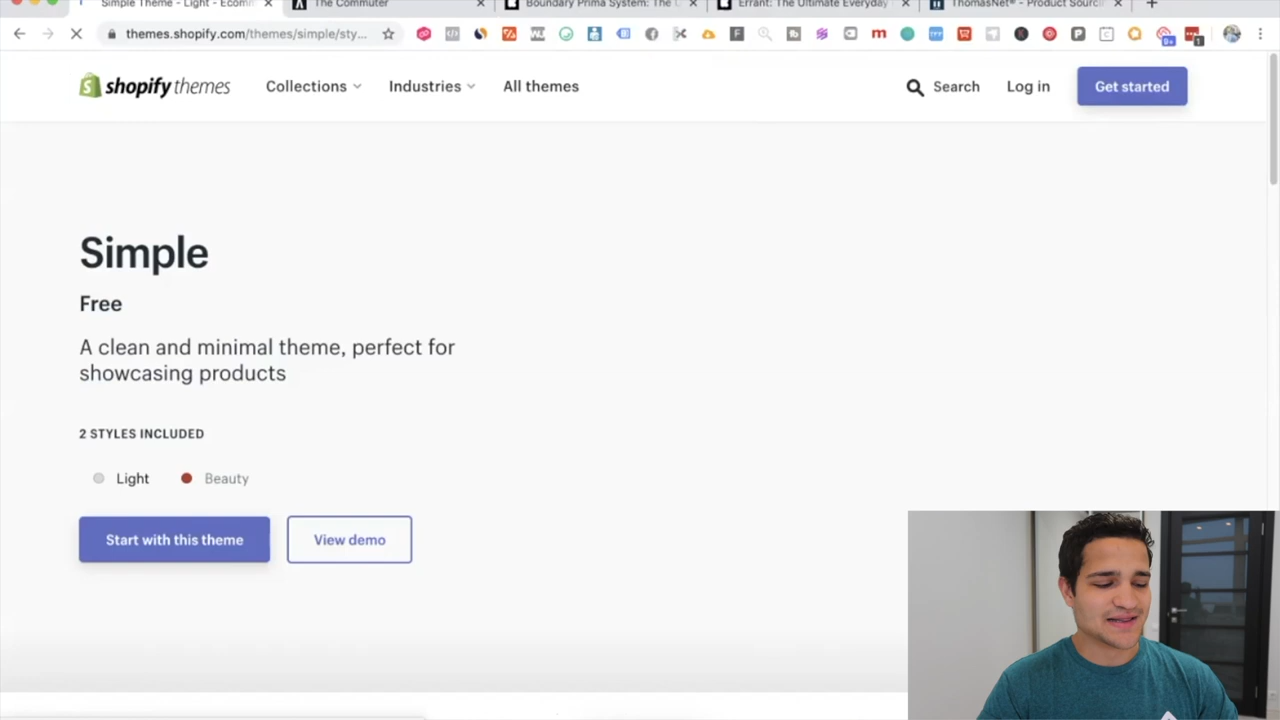 Simple Theme - Light - Ecomm
The Commuter
Boundary Prima System: The U
Errant: The Ultimate Everyday
ThomasNet® - Product Sourcin
themes.shopify.com/themes/simple/sty...
shopify themes
Collections
Industries
All themes
Search
Log in
Get started
Simple
Free
A clean and minimal theme, perfect for
showcasing products
2 STYLES INCLUDED
Light
Beauty
Start with this theme
View demo